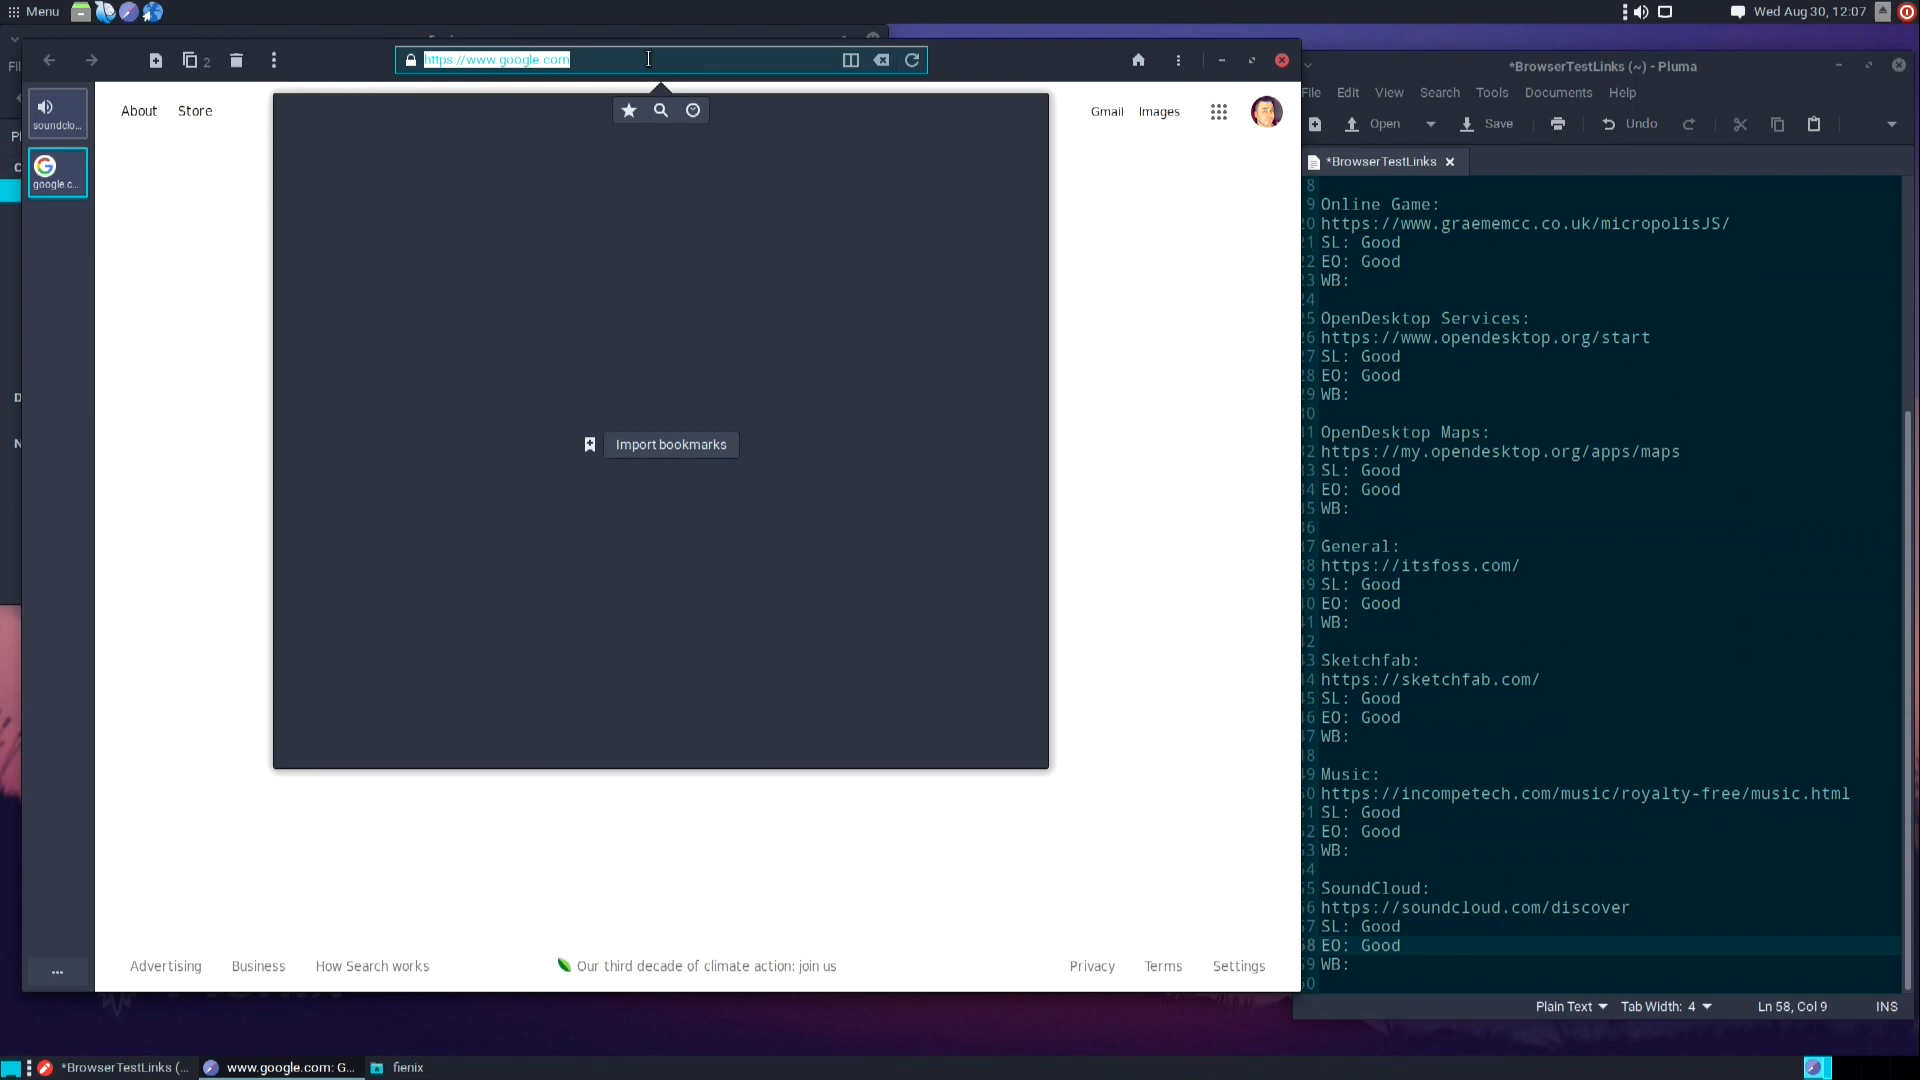 Menu
Wed Aug 30, 12:07
2
https://www.google.com
*BrowserTestLinks (~) - Pluma
File Edit View Search Tools Documents Help
Open Save Undo
*BrowserTestLinks
soundclo...
google.c...
About Store
Gmail Images
Import bookmarks
Online Game:
https://www.graememcc.co.uk/micropolisJS/
SL: Good
EO: Good
WB:
OpenDesktop Services:
https://www.opendesktop.org/start
SL: Good
EO: Good
WB:
OpenDesktop Maps:
https://my.opendesktop.org/apps/maps
SL: Good
EO: Good
WB:
General:
https://itsfoss.com/
SL: Good
EO: Good
WB:
Sketchfab:
https://sketchfab.com/
SL: Good
EO: Good
WB:
Music:
https://incompetech.com/music/royalty-free/music.html
SL: Good
EO: Good
WB:
SoundCloud:
https://soundcloud.com/discover
SL: Good
EO: Good
WB:
Advertising Business How Search works
Our third decade of climate action: join us
Privacy Terms Settings
Plain Text Tab Width: 4 Ln 58, Col 9 INS
*BrowserTestLinks (... www.google.com: G... fienix